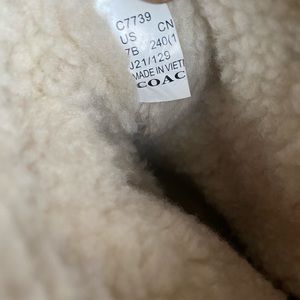 C7739
US CN
7B 240(1
J21/129
MADE IN VIET
COAC